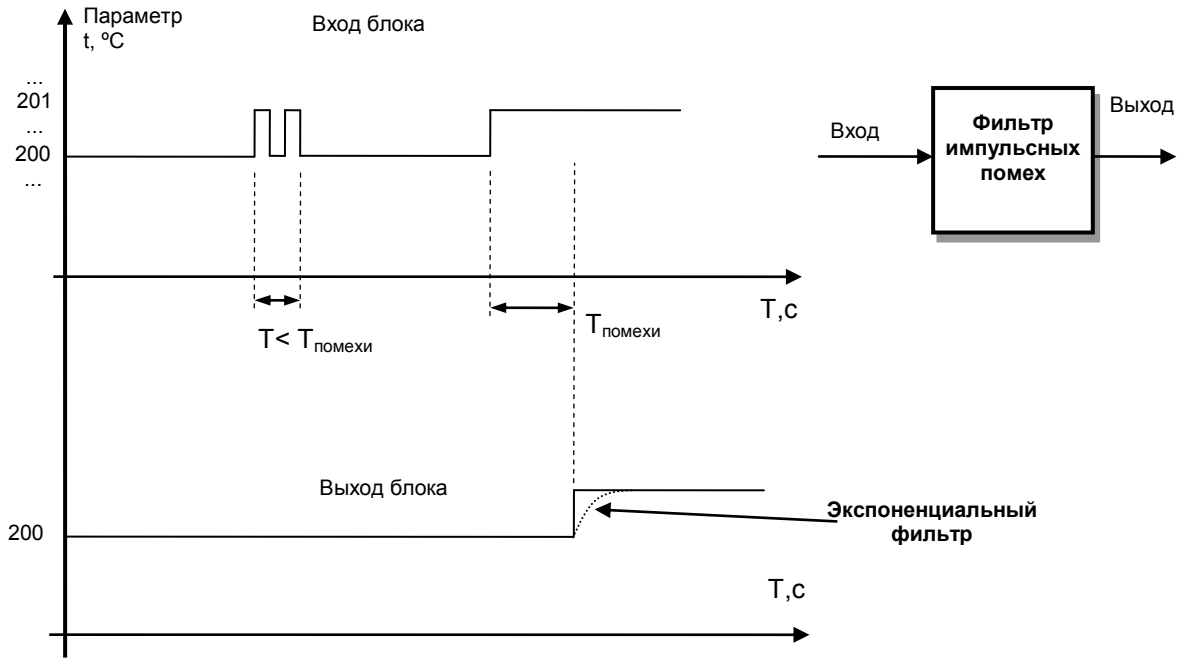 Параметр
t, ºC
Вход блока
...
201
...
200
...
Вход
Фильтр
импульсных
помех
Выход
T,c
T< Tпомехи
Tпомехи
Выход блока
200
Экспоненциальный
фильтр
T,c